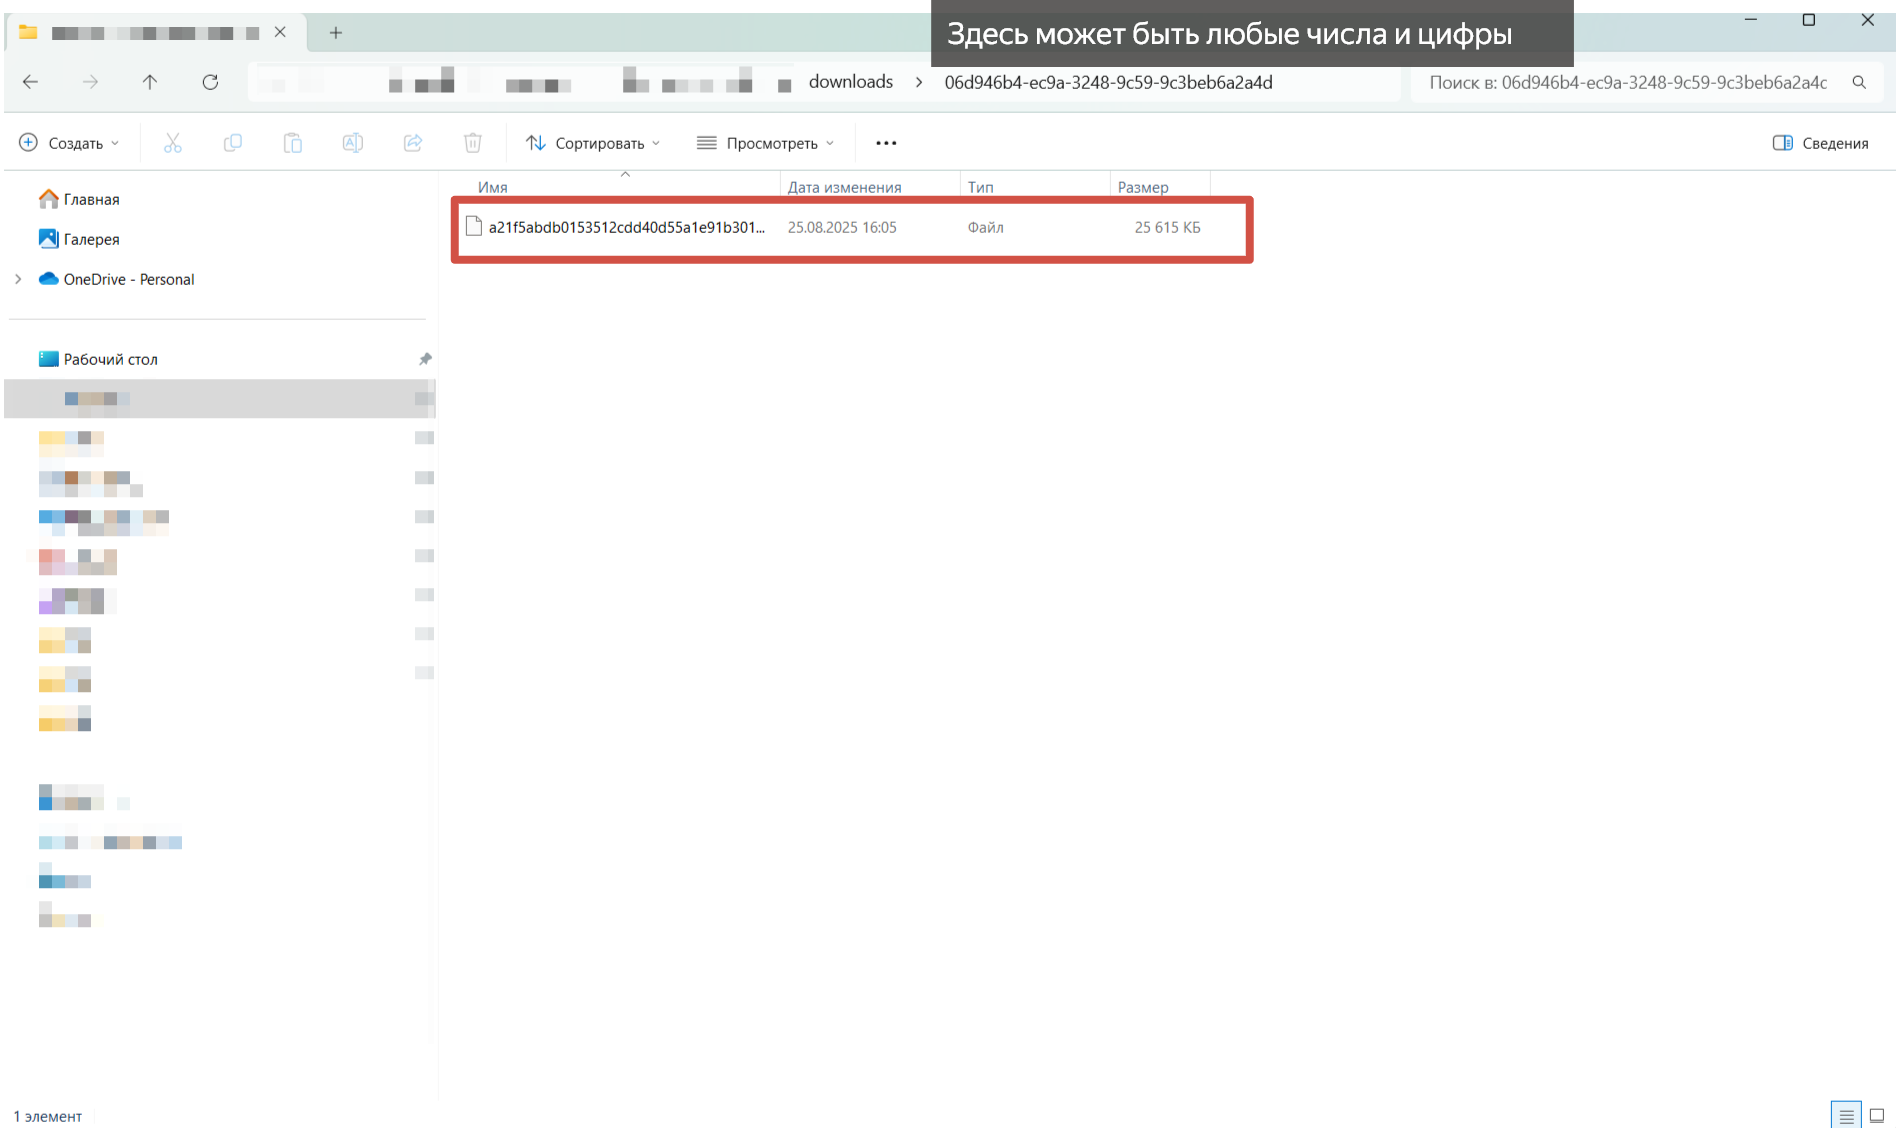 Здесь может быть любые числа и цифры
downloads > 06d946b4-ec9a-3248-9c59-9c3beb6a2a4d
Поиск в: 06d946b4-ec9a-3248-9c59-9c3beb6a2a4c
Создать
Сортировать
Просмотреть
Сведения
Имя
Дата изменения
Тип
Размер
a21f5abdb0153512cdd40d55a1e91b301...
25.08.2025 16:05
Файл
25 615 КБ
Главная
Галерея
OneDrive - Personal
Рабочий стол
1 элемент